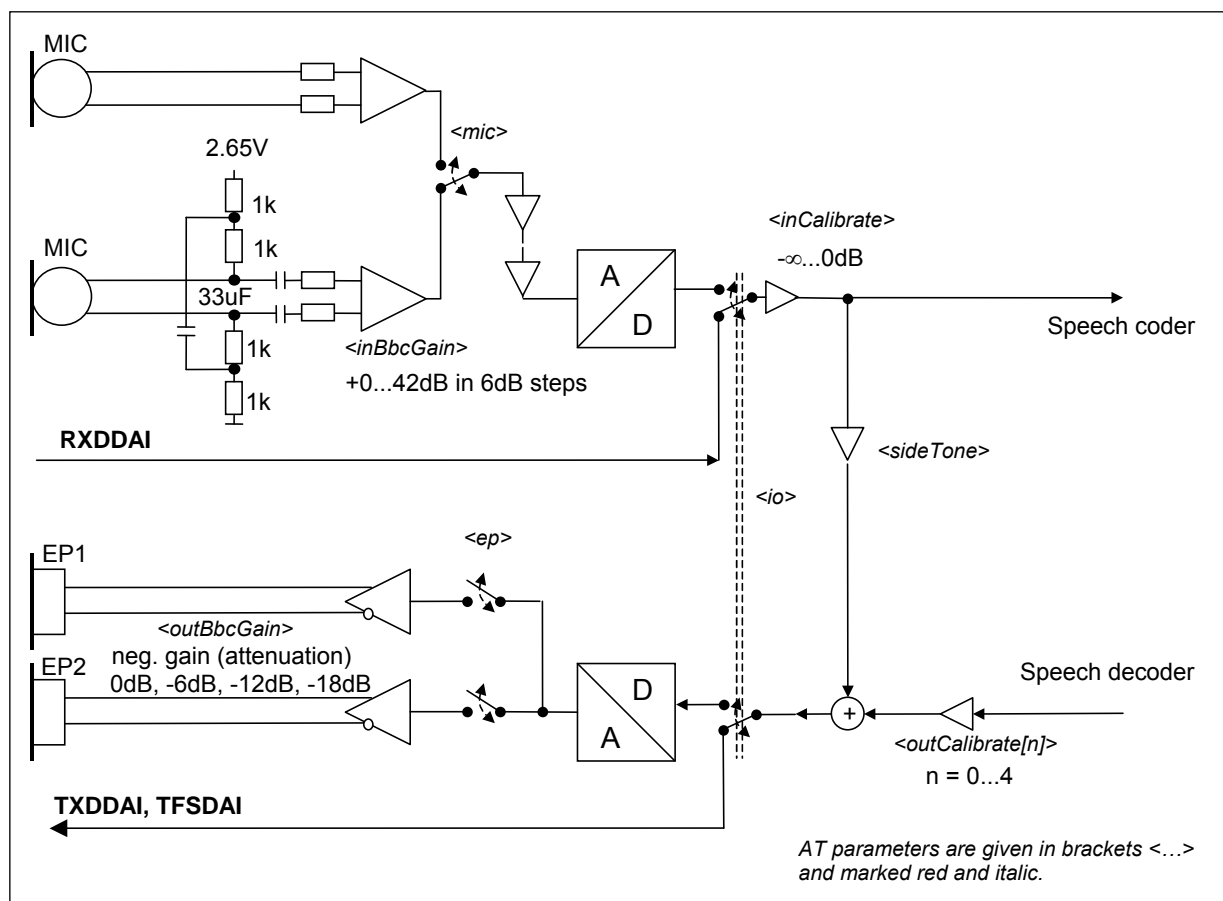 MIC
<mic>
2.65V
1k
<inCalibrate>
-∞...0dB
MIC
1k
A
D
33uF
Speech coder
<inBbcGain>
1k
+0...42dB in 6dB steps
1k
RXDDAI
<sideTone>
<io>
<ep>
EP1
<outBbcGain>
neg. gain (attenuation)
EP2
0dB, -6dB, -12dB, -18dB
D
A
Speech decoder
+
<outCalibrate[n]>
n = 0...4
TXDDAI, TFSDAI
AT parameters are given in brackets <...>
and marked red and italic.